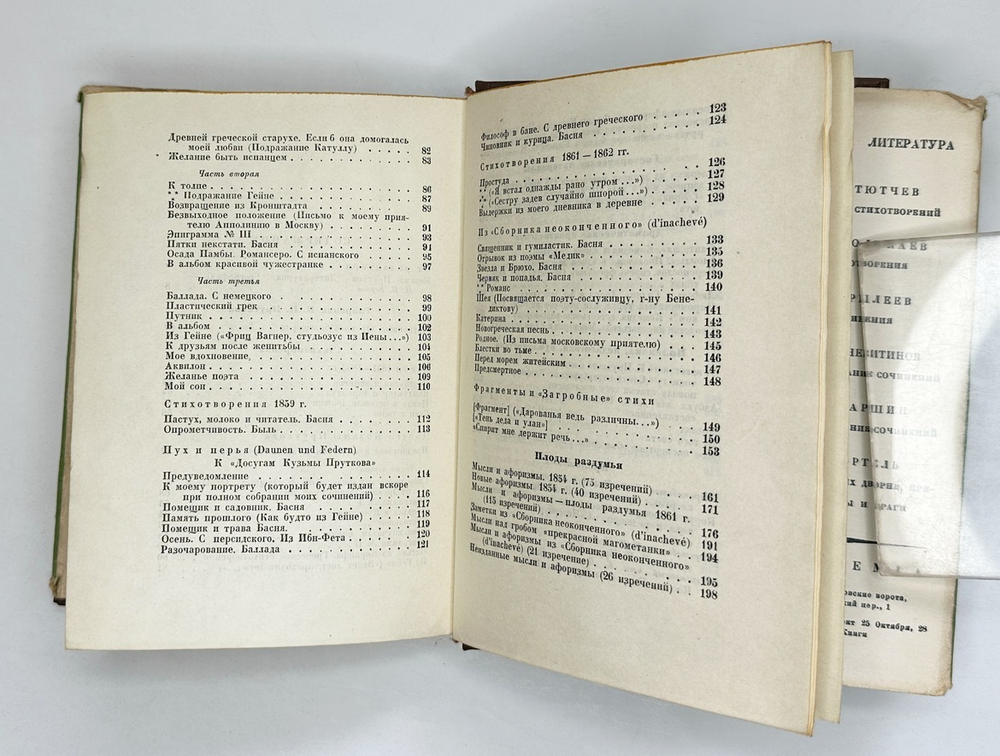 Древней греческой старухе. Если б она домогалась
моей любви (Подражание Катуллу) . . . . . 82
Желание быть испанцем . . . . . . . . . . . 83
Часть вторая
К толпе . . . . . . . . . . . . . . . . 86
** Подражание Гейне . . . . . . . . . . . 87
Возвращение из Кронштадта . . . . . . . . . 89
Безвыходное положение (Письмо к моему прия-
телю Апполинию в Москву) . . . . . . . . 91
Эпиграмма № III . . . . . . . . . . . . . 93
Пятки некстати. Басня . . . . . . . . . . . 94
Осада Памбы. Романсеро. С испанского . . . . 95
В альбом красивой чужестранке . . . . . . . 97
Часть третья
Баллада. С немецкого . . . . . . . . . . . 98
Пластический грек . . . . . . . . . . . . 99
Путник . . . . . . . . . . . . . . . . 100
В альбом . . . . . . . . . . . . . . . 102
Из Гейне («Фриц Вагнер, стульозус из Иены...») 103
К друзьям после женитьбы . . . . . . . . . 104
Мое вдохновение . . . . . . . . . . . . . 105
Аквилон . . . . . . . . . . . . . . . . 106
Желанье поэта . . . . . . . . . . . . . 109
Мой сон . . . . . . . . . . . . . . . . 110
Стихотворения 1859 г.
Пастух, молоко и читатель. Басня . . . . . . 112
Опрометчивость. Быль . . . . . . . . . . . 113
Пух и перья (Daunen und Federn)
К «Досугам Кузьмы Пруткова»
Предуведомление . . . . . . . . . . . . . 114
К моему портрету (который будет издан вскоре
при полном собрании моих сочинений) . . . . 116
Помещик и садовник. Басня . . . . . . . . . 117
Память прошлого (Как будто из Гейне) . . . . 118
Помещик и трава Басня . . . . . . . . . . . 119
Осень. С персидского. Из Ибн-Фета . . . . . 120
Разочарование. Баллада . . . . . . . . . . 121
Философ в бане. С древнего греческого . . . . 123
Чиновник и курица. Басня . . . . . . . . . 124
Стихотворения 1861—1862 гг.
Простуда . . . . . . . . . . . . . . . 126
** («Я встал однажды рано утром...») . . . . 127
** («Сестру задев случайно шпорой...») . . . 128
Выдержки из моего дневника в деревне . . . . 129
Из «Сборника неоконченного» (d'inachevé)
Священник и гумиластик. Басня . . . . . . . 133
Отрывок из поэмы «Медик» . . . . . . . . . 135
Звезда и Брюхо. Басня . . . . . . . . . . . 136
Червяк и попадья. Басня . . . . . . . . . . 139
** Романс . . . . . . . . . . . . . . . 140
Шея (Посвящается поэту-сослуживцу, г-ну Бене-
диктову) . . . . . . . . . . . . . . . 141
Катерина . . . . . . . . . . . . . . . 142
Новогреческая песнь . . . . . . . . . . . 143
Родное. (Из письма московскому приятелю) . . 145
Блестки во тьме . . . . . . . . . . . . . 146
Перед морем житейским . . . . . . . . . . 147
Предсмертное . . . . . . . . . . . . . . 148
Фрагменты и «Загробные» стихи
[Фрагмент] («Дарованья ведь различны...») . . 149
[«Тень деда и улан»] . . . . . . . . . . . 150
«Спирит мне держит речь...» . . . . . . . . 153
Плоды раздумья
Мысли и афоризмы. 1854 г. (75 изречений) . . 161
Новые афоризмы. 1854 г. (40 изречений) . . . 171
Мысли и афоризмы — плоды раздумья 1861 г.
(115 изречений) . . . . . . . . . . . . 176
Заметки из «Сборника неоконченного» (d'inachevé) 191
Мысли над гробом "прекрасной магометанки" . . 194
Мысли и афоризмы из «Сборника неоконченного»
(d'inachevé) (21 изречение) . . . . . . . 195
Неизданные мысли и афоризмы (26 изречений) . . 198
ЛИТЕРАТУРА
ТЮТЧЕВ
СТИХОТВОРЕНИЙ
25 Октября, 28